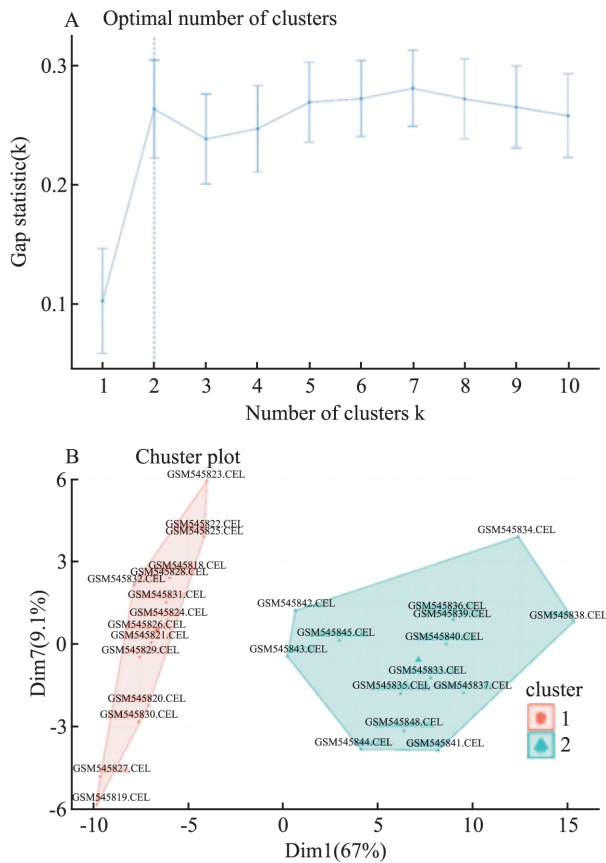 A Optimal number of clusters
0.3
0.2
0.1
Gap statistic(k)
1 2 3 4 5 6 7 8 9 10
Number of clusters k
B Chuster plot
6
3
0
-3
-6
Dim7(9.1%)
GSM545823.CEL
GSM545822.CEL
GSM545825.CEL
GSM545818.CEL
GSM545828.CEL
GSM545832.CEL
GSM545831.CEL
GSM545824.CEL
GSM545826.CEL
GSM545821.CEL
GSM545829.CEL
GSM545820.CEL
GSM545830.CEL
GSM545827.CEL
GSM545819.CEL
GSM545834.CEL
GSM545842.CEL
GSM545836.CEL
GSM545839.CEL
GSM545838.CEL
GSM545845.CEL
GSM545840.CEL
GSM545843.CEL
GSM545833.CEL
GSM545835.CEL
GSM545837.CEL
GSM545848.CEL
GSM545844.CEL
GSM545841.CEL
cluster
1
2
-10 -5 0 5 10 15
Dim1(67%)